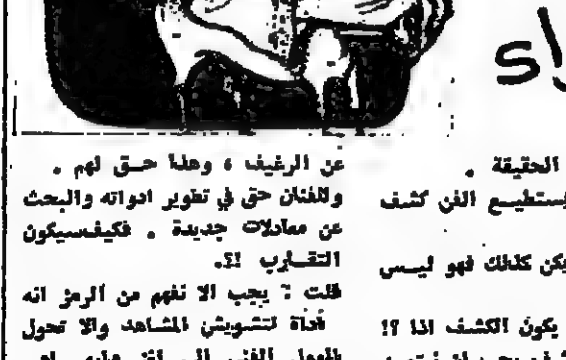 اء
الحقيقة .
يستطيع الفن كشف
يكن كذلك فهو ليس
يكون الكشف اذا ؟!
عن الرغيف ، وهذا حق لهم .
وللفنان حق في تطوير ادواته والبحث
عن معادلات جديدة . فكيف سيكون
التقارب ؟!.
قلت : يجب الا نفهم من الرمز انه
أداة لتشويش المشاهد والا تحول